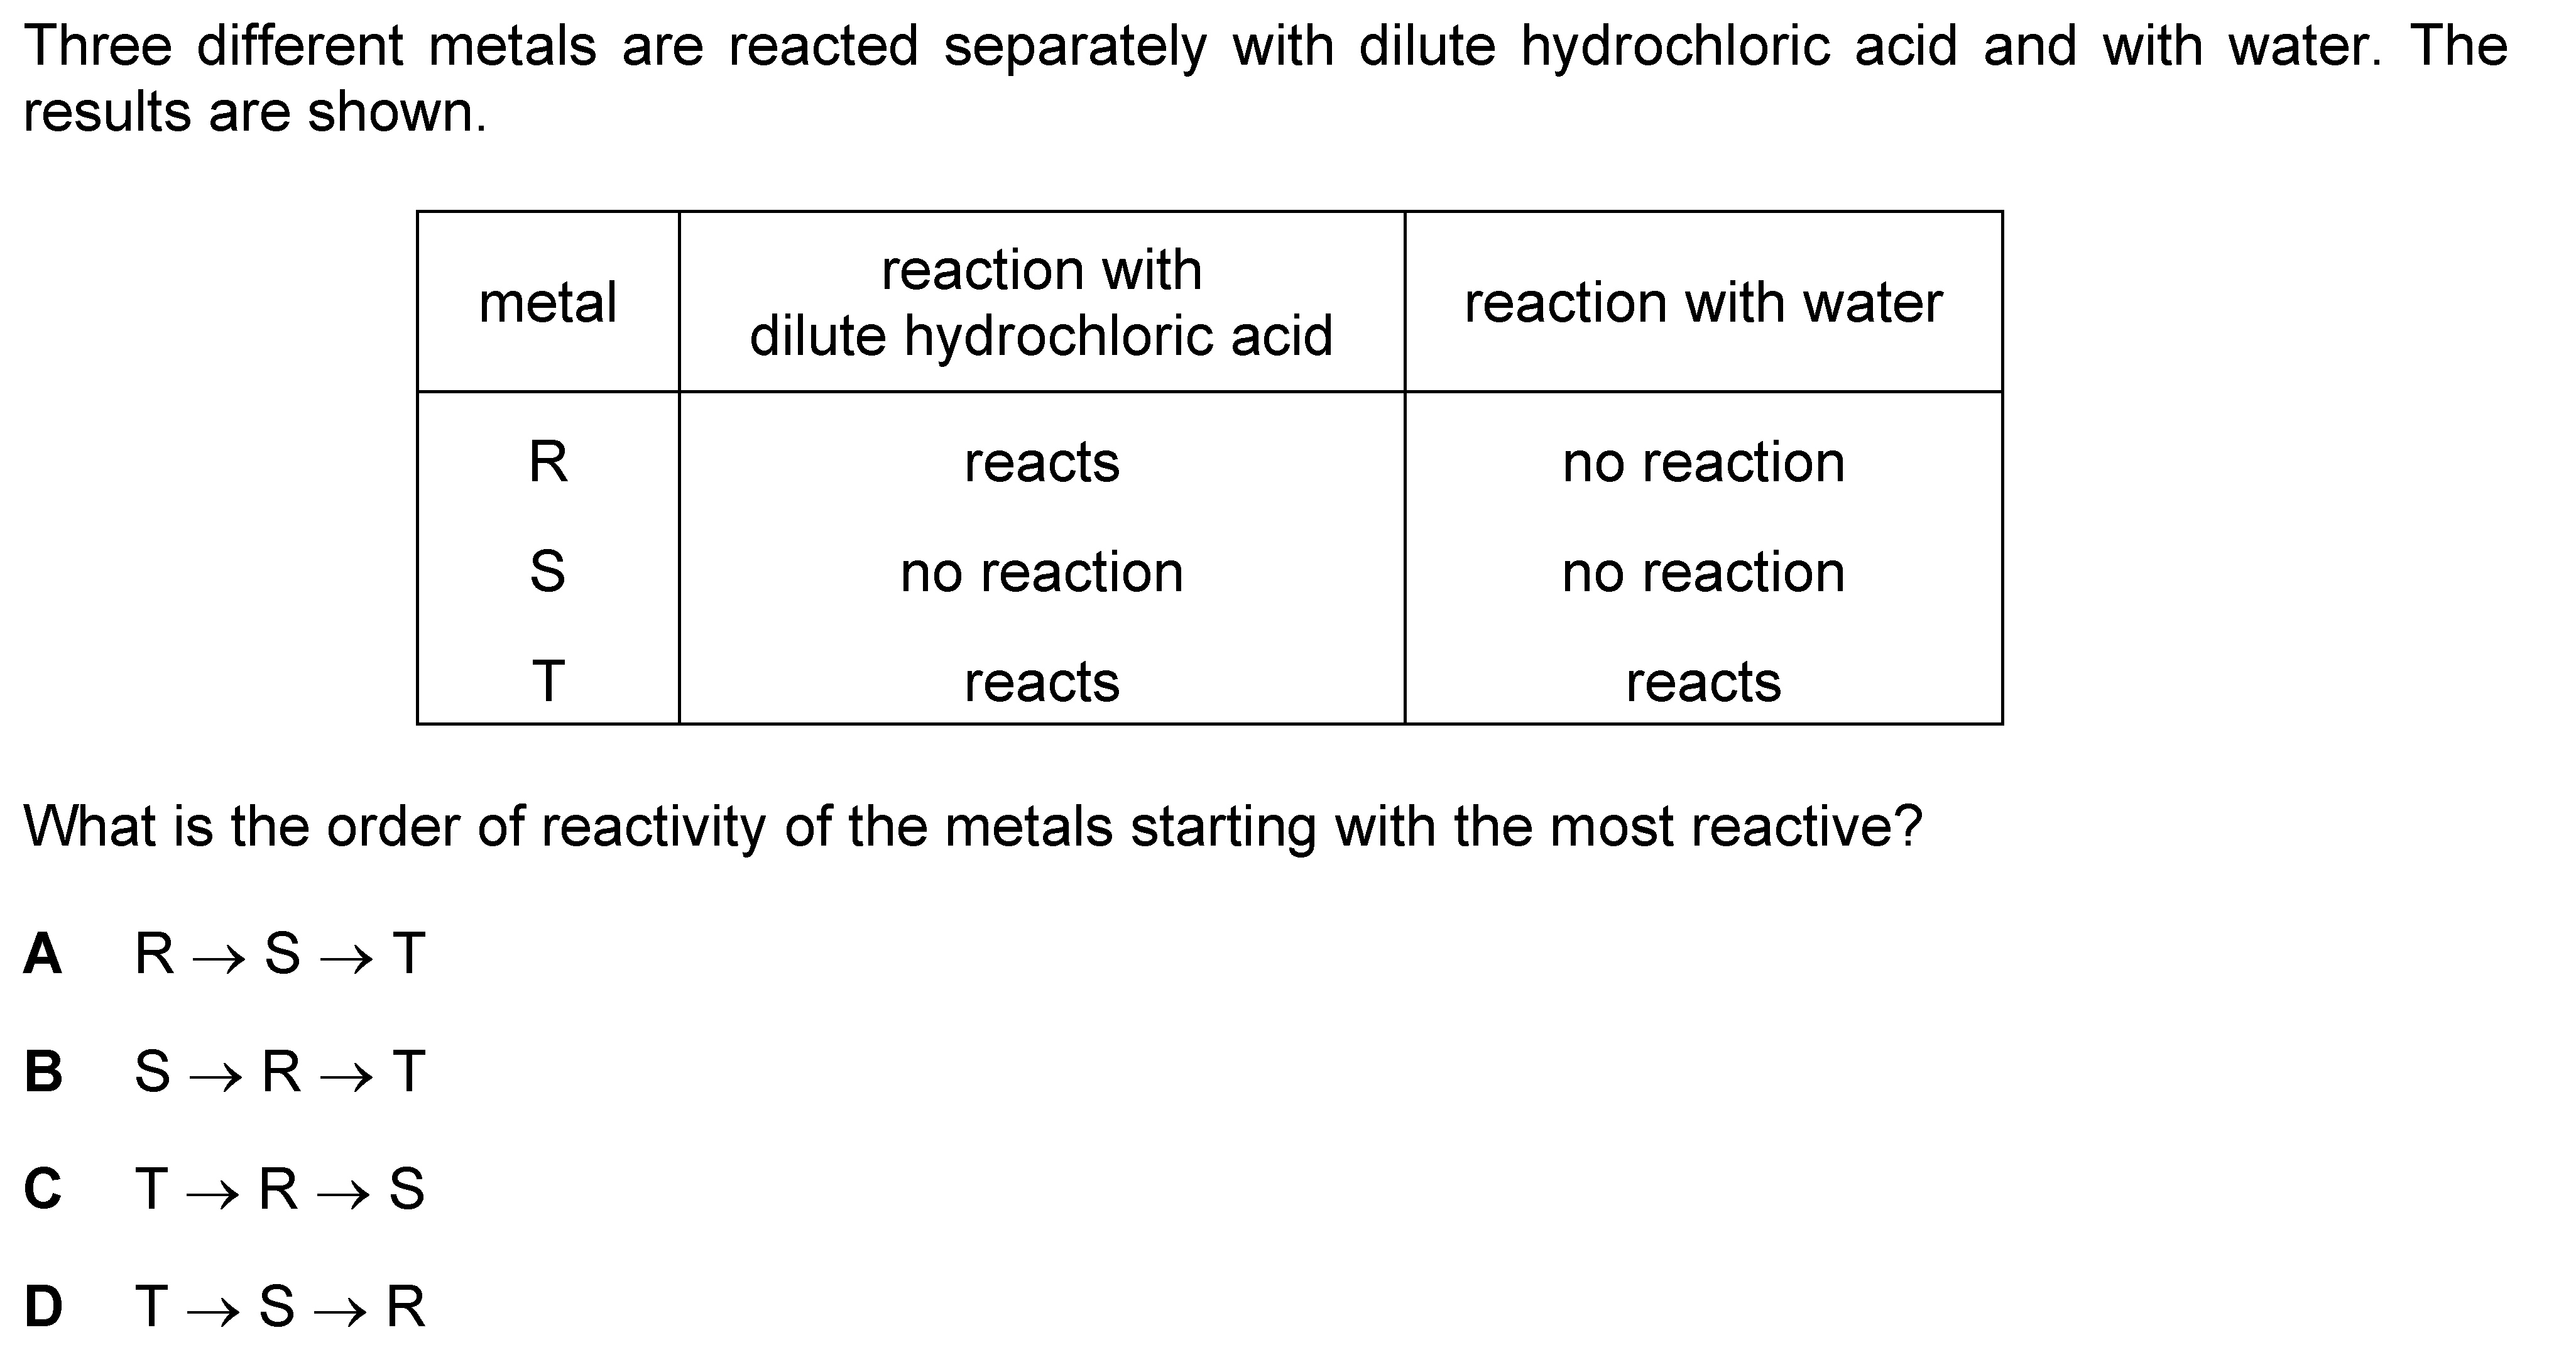 Three different metals are reacted separately with dilute hydrochloric acid and with water. The
results are shown.
metal
reaction with
dilute hydrochloric acid
reaction with water
R reacts no reaction
S no reaction no reaction
T reacts reacts
What is the order of reactivity of the metals starting with the most reactive?
A R → S → T
B S → R → T
C T → R → S
D T → S → R